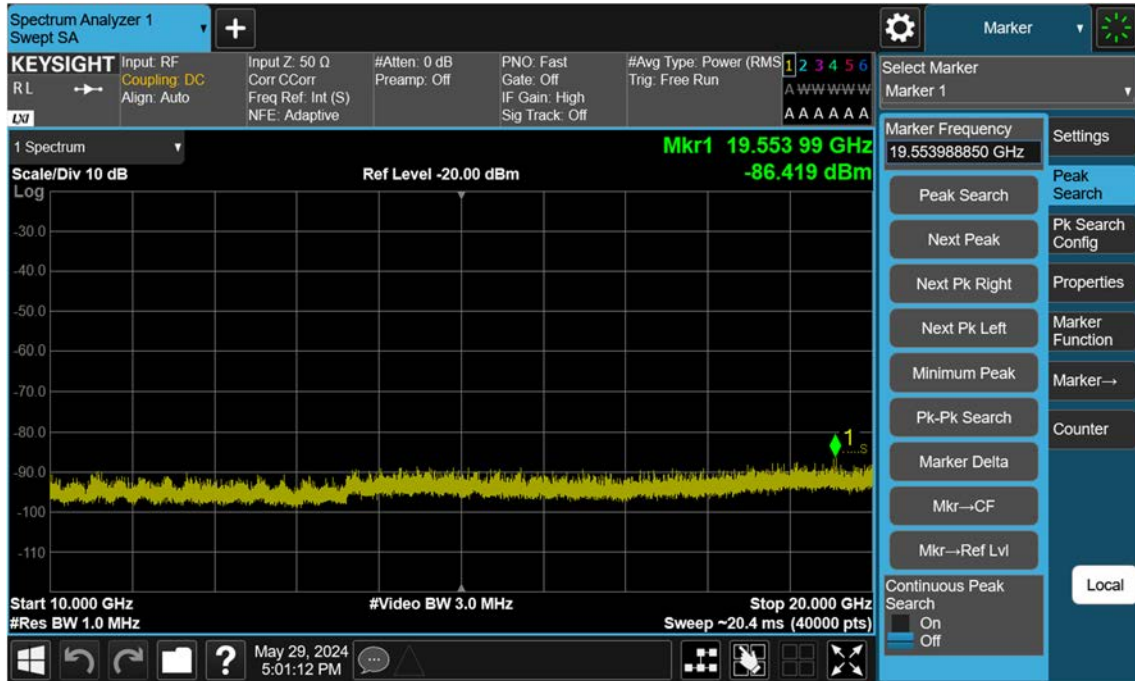 Spectrum Analyzer 1
Swept SA
Marker
KEYSIGHT
R L
LXI
Input: RF
Coupling: DC
Align: Auto
Input Z: 50 Ω
Corr CCorr
Freq Ref: Int (S)
NFE: Adaptive
#Atten: 0 dB
Preamp: Off
PNO: Fast
Gate: Off
IF Gain: High
Sig Track: Off
#Avg Type: Power (RMS
Trig: Free Run
1 2 3 4 5 6
A W W W W W
A A A A A A
Select Marker
Marker 1
1 Spectrum
Mkr1 19.553 99 GHz
-86.419 dBm
Scale/Div 10 dB
Ref Level -20.00 dBm
Log
-30.0
-40.0
-50.0
-60.0
-70.0
-80.0
-90.0
-100
-110
1
S
Start 10.000 GHz
#Video BW 3.0 MHz
Stop 20.000 GHz
#Res BW 1.0 MHz
Sweep ~20.4 ms (40000 pts)
Marker Frequency
19.553988850 GHz
Peak Search
Next Peak
Next Pk Right
Next Pk Left
Minimum Peak
Pk-Pk Search
Marker Delta
Mkr→CF
Mkr→Ref Lvl
Continuous Peak
Search
On
Off
Settings
Peak
Search
Pk Search
Config
Properties
Marker
Function
Marker→
Counter
Local
?
May 29, 2024
5:01:12 PM